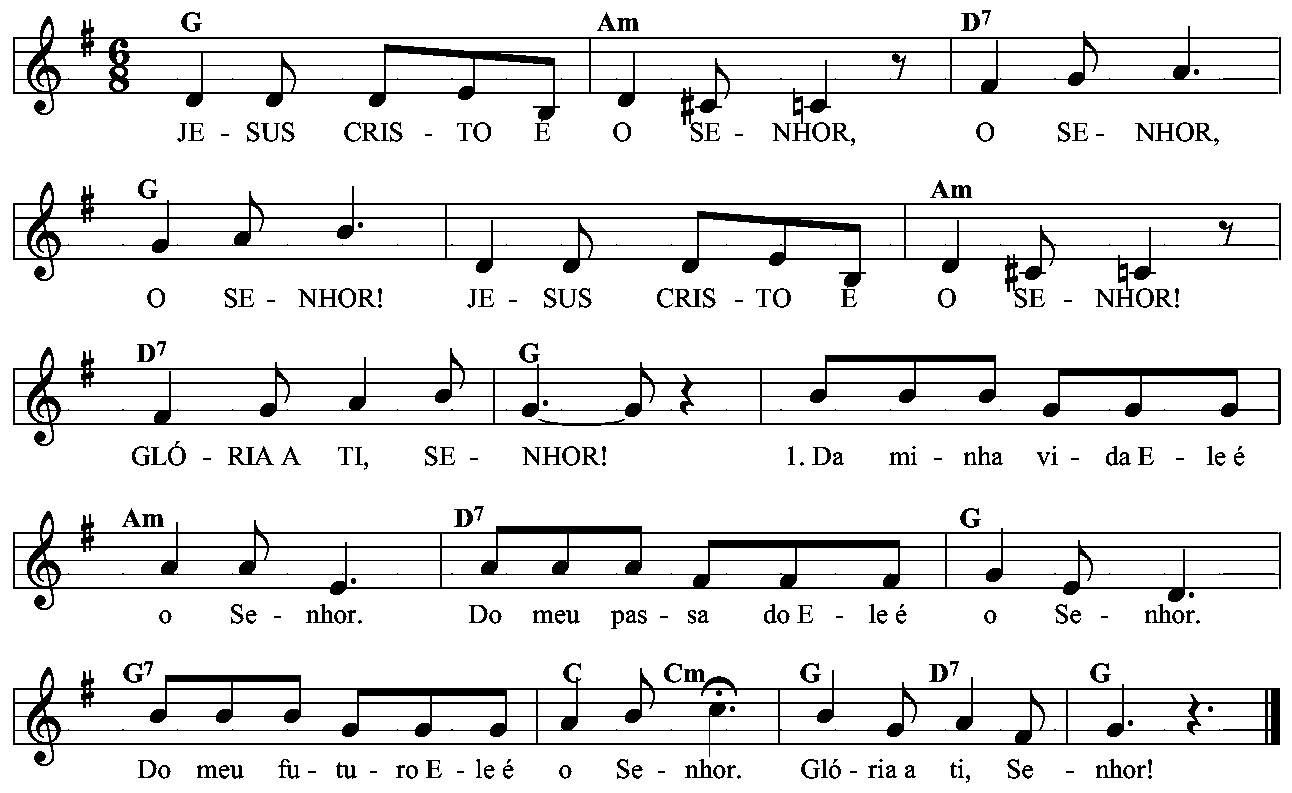 G Am D7
6
8
JE - SUS CRIS - TO E O SE - NHOR, O SE - NHOR,
G Am
O SE - NHOR! JE - SUS CRIS - TO E O SE - NHOR!
D7 G
GLÓ - RIA A TI, SE - NHOR! 1. Da mi - nha vi - da E - le é
Am D7 G
o Se - nhor. Do meu pas - sa do E - le é o Se - nhor.
G7 C Cm G D7 G
Do meu fu - tu - ro E - le é o Se - nhor. Gló - ria a ti, Se - nhor!